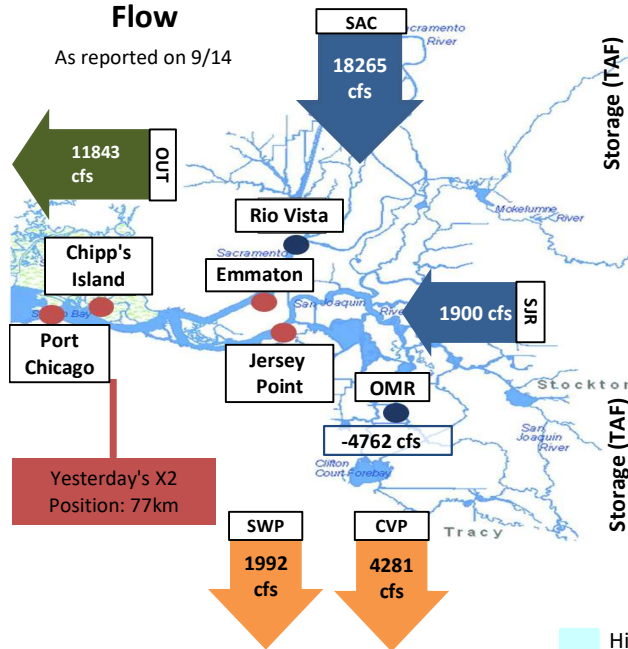 Flow
As reported on 9/14
SAC
Sacramento
River
18265
cfs
Storage (TAF)
11843
cfs
OUT
Mokelumne
River
Rio Vista
Chipp's
Island
Sacramento
Emmaton
San Joaquin
River
1900 cfs
SJR
Bay
Port
Chicago
Jersey
Point
OMR
Stockton
-4762 cfs
San
Joaquin
River
Storage (TAF)
Clifton
Court Forebay
Yesterday's X2
Position: 77km
SWP
CVP
Tracy
1992
cfs
4281
cfs
Hi